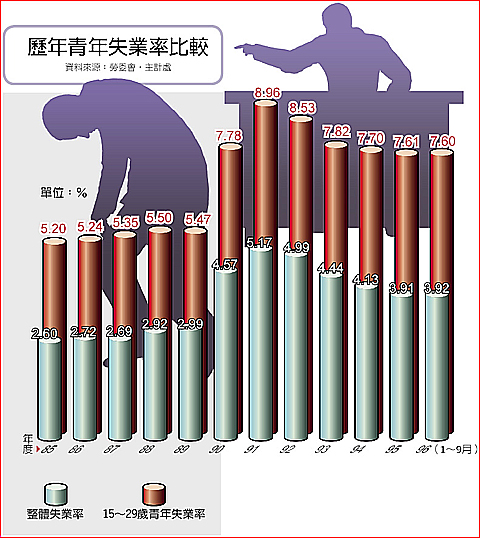 歷年青年失業率比較
資料來源：勞委會、主計處
單位：%
5.20 5.24 5.35 5.50 5.47 7.78 8.96 8.53 7.82 7.70 7.61 7.60
2.60 2.72 2.69 2.92 2.99 4.57 5.17 4.99 4.44 4.13 3.91 3.92
年度 85 86 87 88 89 90 91 92 93 94 95 96 (1～9月)
整體失業率 15～29歲青年失業率